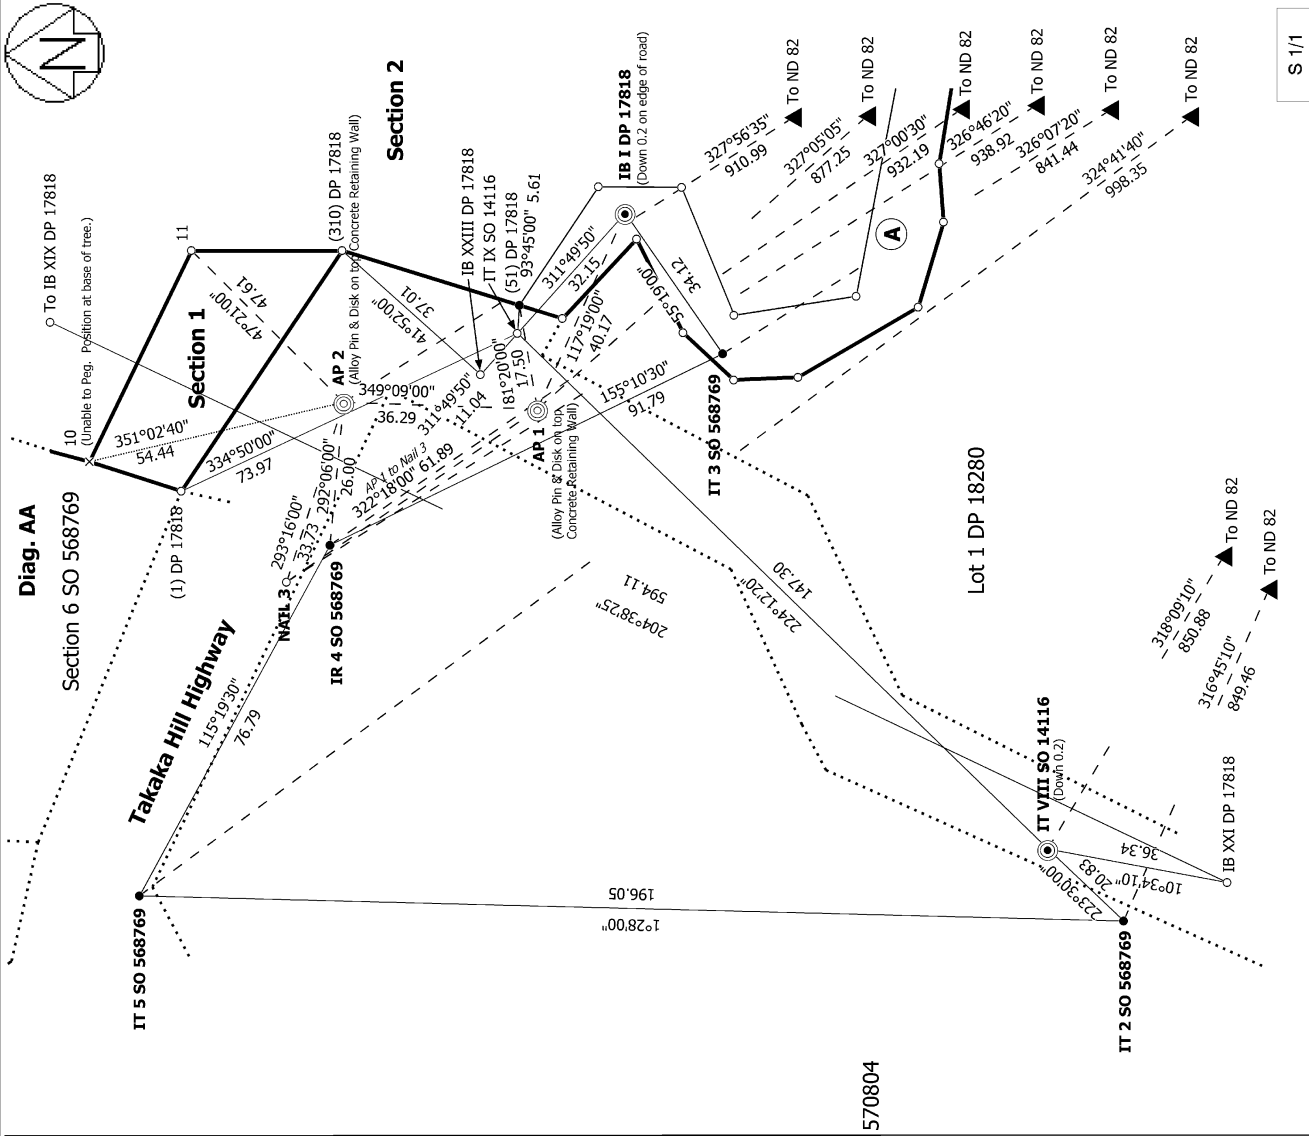 N
Diag. AA
Section 6 SO 568769
Section 1
Section 2
Takaka Hill Highway
Lot 1 DP 18280
A
S 1/1
570804
To IB XIX DP 17818
10
(Unable to Peg. Position at base of tree.)
11
(310) DP 17818
AP 2
(Alloy Pin & Disk on top Concrete Retaining Wall)
IB XXIII DP 17818
IT IX SO 14116
(51) DP 17818
93°45'00" 5.61
IB I DP 17818
(Down 0.2 on edge of road)
(1) DP 17818
NAIL 3
IR 4 SO 568769
AP 1
(Alloy Pin & Disk on top
Concrete Retaining Wall)
IT 3 SO 568769
IT 5 SO 568769
IT 2 SO 568769
IT VIII SO 14116
(Down 0.2)
IB XXI DP 17818
351°02'40"
54.44
47°21'00"
47.61
334°50'00"
73.97
349°06'00"
36.29
41°52'00"
37.01
311°49'50"
11.04
311°49'50"
32.15
81°20'00"
17.50
117°19'00"
40.17
55°19'00"
34.12
155°10'30"
91.79
293°16'00"
33.73
292°06'00"
26.00
AP 1 to Nail 3
322°18'00" 61.89
115°19'30"
76.79
204°38'25"
594.11
224°12'20"
147.30
196.05
1°28'00"
223°30'00"
20.83
10°34'10"
36.34
327°56'35"
910.99
To ND 82
327°05'05"
877.25
To ND 82
327°00'30"
932.19
To ND 82
326°46'20"
938.92
To ND 82
326°07'20"
841.44
To ND 82
324°41'40"
998.35
To ND 82
318°09'10"
850.88
To ND 82
316°45'10"
849.46
To ND 82